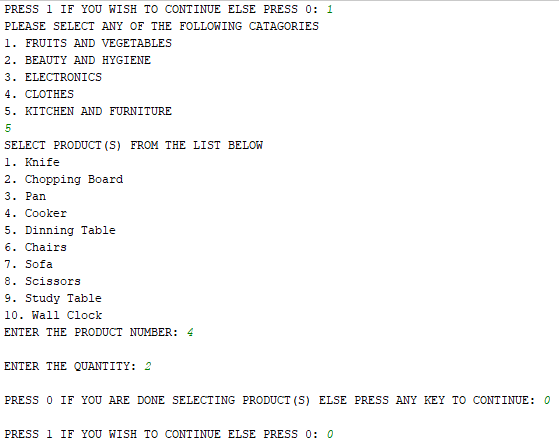 PRESS 1 IF YOU WISH TO CONTINUE ELSE PRESS 0: 1
PLEASE SELECT ANY OF THE FOLLOWING CATAGORIES
1. FRUITS AND VEGETABLES
2. BEAUTY AND HYGIENE
3. ELECTRONICS
4. CLOTHES
5. KITCHEN AND FURNITURE
5
SELECT PRODUCT(S) FROM THE LIST BELOW
1. Knife
2. Chopping Board
3. Pan
4. Cooker
5. Dinning Table
6. Chairs
7. Sofa
8. Scissors
9. Study Table
10. Wall Clock
ENTER THE PRODUCT NUMBER: 4
ENTER THE QUANTITY: 2
PRESS 0 IF YOU ARE DONE SELECTING PRODUCT(S) ELSE PRESS ANY KEY TO CONTINUE: 0
PRESS 1 IF YOU WISH TO CONTINUE ELSE PRESS 0: 0